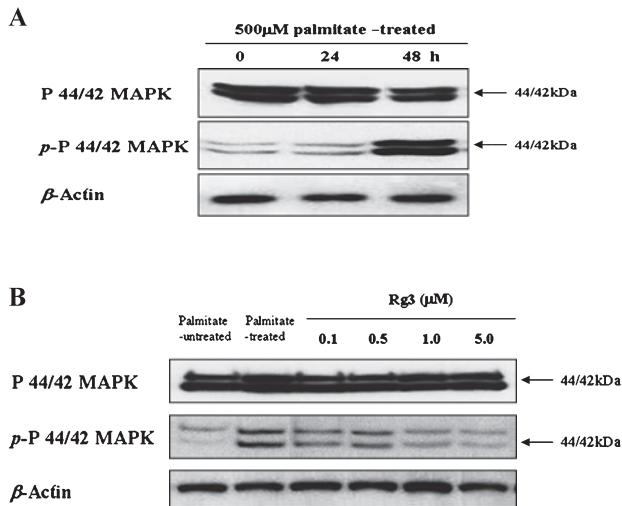 A
500μM palmitate –treated
0 24 48 h
P 44/42 MAPK 44/42kDa
p-P 44/42 MAPK 44/42kDa
β-Actin
B
Rg3 (μM)
Palmitate Palmitate
-untreated -treated 0.1 0.5 1.0 5.0
P 44/42 MAPK 44/42kDa
p-P 44/42 MAPK 44/42kDa
β-Actin